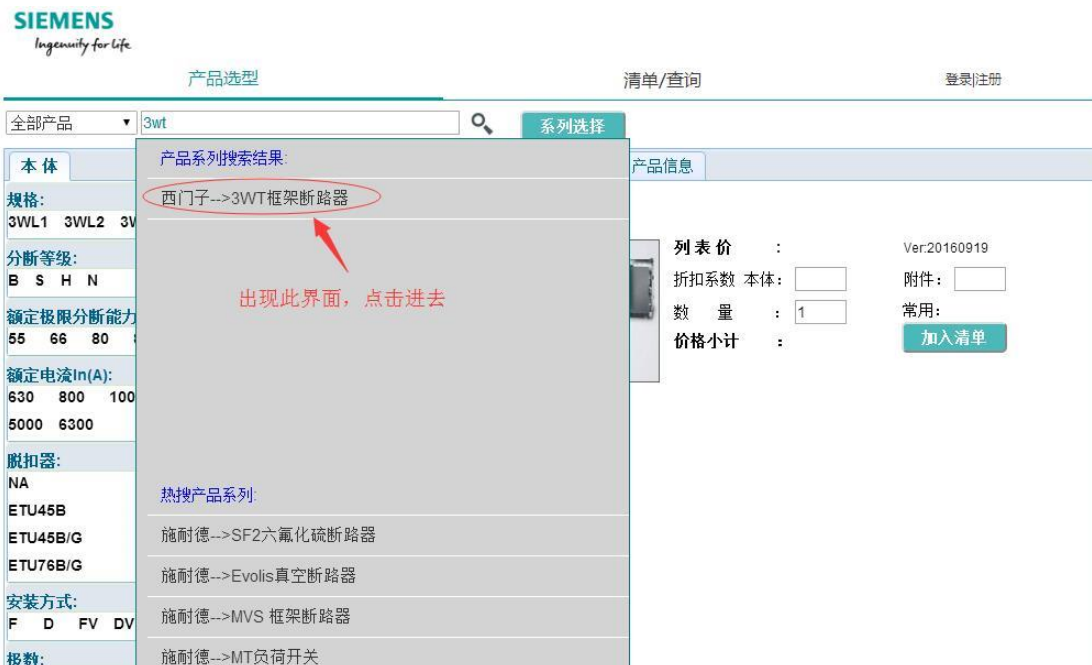 SIEMENS
Ingenuity for life
产品选型 清单/查询 登录|注册
全部产品 3wt 系列选择
本体 产品系列搜索结果: 产品信息
规格: 西门子-->3WT框架断路器
3WL1 3WL2
分断等级: 列表价 : Ver:20160919
B S H N 折扣系数 本体: 附件:
出现此界面，点击进去
额定极限分断能力 数 量 : 1 常用:
55 66 80 价格小计 : 加入清单
额定电流In(A):
630 800 100
5000 6300
脱扣器:
NA
热搜产品系列:
ETU45B
ETU45B/G 施耐德-->SF2六氟化硫断路器
ETU76B/G 施耐德-->Evolis真空断路器
安装方式:
F D FV DV 施耐德-->MVS 框架断路器
极数: 施耐德-->MT负荷开关